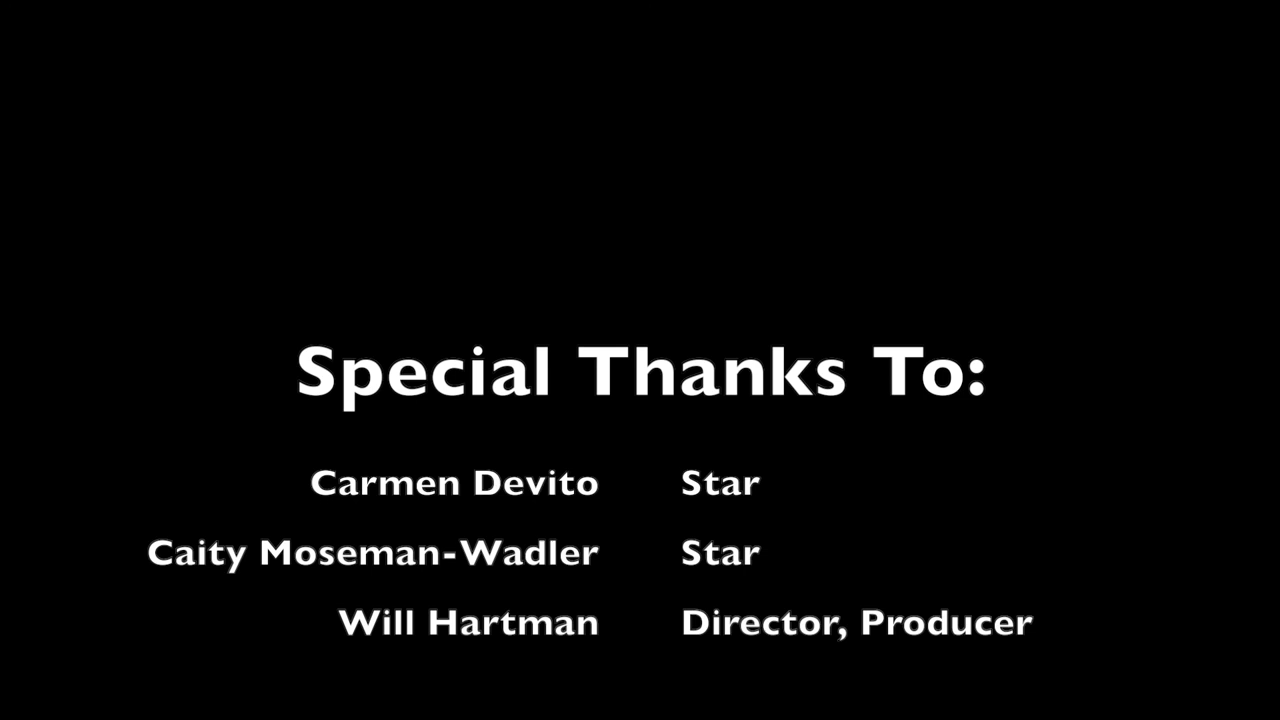 Special Thanks To:
Carmen Devito Star
Caity Moseman-Wadler Star
Will Hartman Director, Producer